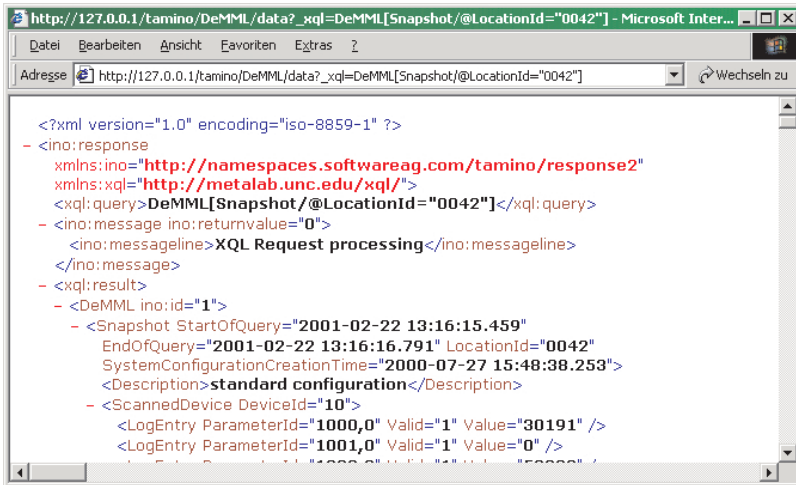 http://127.0.0.1/tamino/DeMML/data?_xql=DeMML[Snapshot/@LocationId="0042"] - Microsoft Inter...
Datei Bearbeiten Ansicht Favoriten Extras ?
Adresse http://127.0.0.1/tamino/DeMML/data?_xql=DeMML[Snapshot/@LocationId="0042"] Wechseln zu
<?xml version="1.0" encoding="iso-8859-1" ?>
- <ino:response
xmlns:ino="http://namespaces.softwareag.com/tamino/response2"
xmlns:xql="http://metalab.unc.edu/xql/">
<xql:query>DeMML[Snapshot/@LocationId="0042"]</xql:query>
- <ino:message ino:returnvalue="0">
<ino:messageline>XQL Request processing</ino:messageline>
</ino:message>
- <xql:result>
- <DeMML ino:id="1">
- <Snapshot StartOfQuery="2001-02-22 13:16:15.459"
EndOfQuery="2001-02-22 13:16:16.791" LocationId="0042"
SystemConfigurationCreationTime="2000-07-27 15:48:38.253">
<Description>standard configuration</Description>
- <ScannedDevice DeviceId="10">
<LogEntry ParameterId="1000,0" Valid="1" Value="30191" />
<LogEntry ParameterId="1001,0" Valid="1" Value="0" />